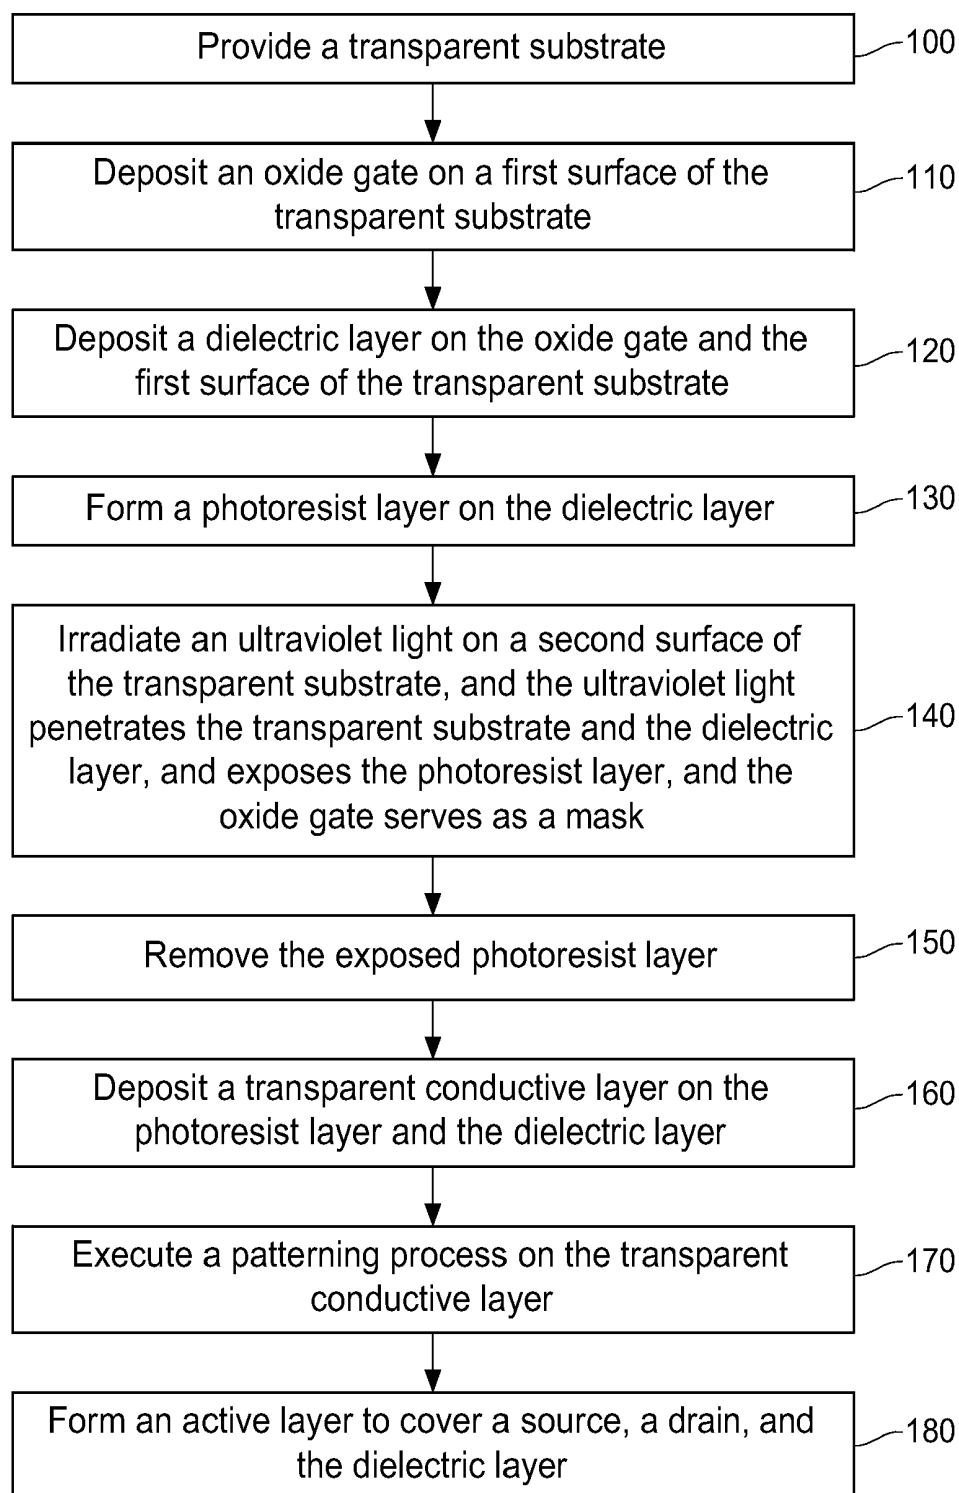 Provide a transparent substrate
100
Deposit an oxide gate on a first surface of the
transparent substrate
110
Deposit a dielectric layer on the oxide gate and the
first surface of the transparent substrate
120
Form a photoresist layer on the dielectric layer
130
Irradiate an ultraviolet light on a second surface of
the transparent substrate, and the ultraviolet light
penetrates the transparent substrate and the dielectric
layer, and exposes the photoresist layer, and the
oxide gate serves as a mask
140
Remove the exposed photoresist layer
150
Deposit a transparent conductive layer on the
photoresist layer and the dielectric layer
160
Execute a patterning process on the transparent
conductive layer
170
Form an active layer to cover a source, a drain, and
the dielectric layer
180